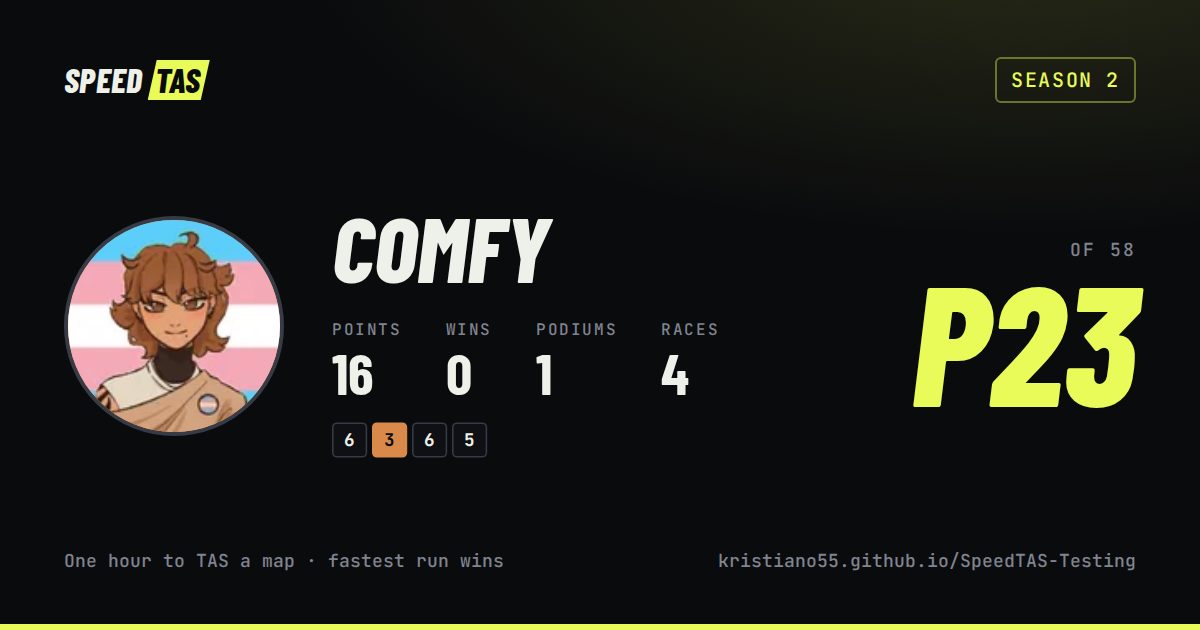 SPEED TAS
SEASON 2
COMFY
POINTS WINS PODIUMS RACES
16 0 1 4
6 3 6 5
OF 58
P23
One hour to TAS a map · fastest run wins
kristiano55.github.io/SpeedTAS-Testing